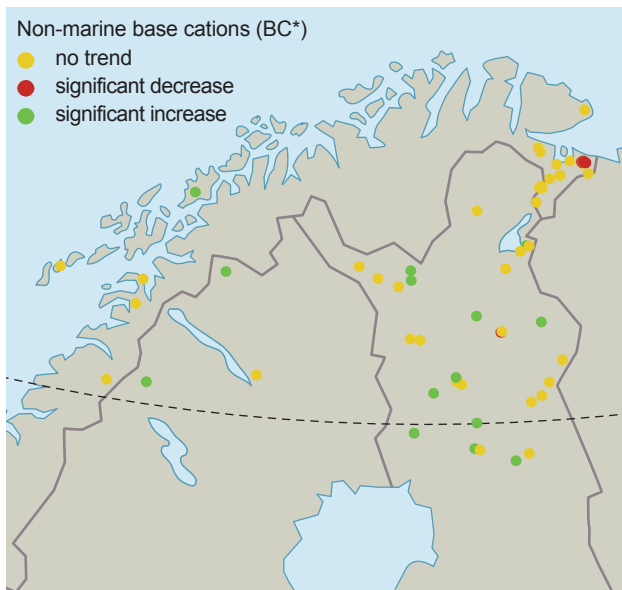 Non-marine base cations (BC*)
no trend
significant decrease
significant increase